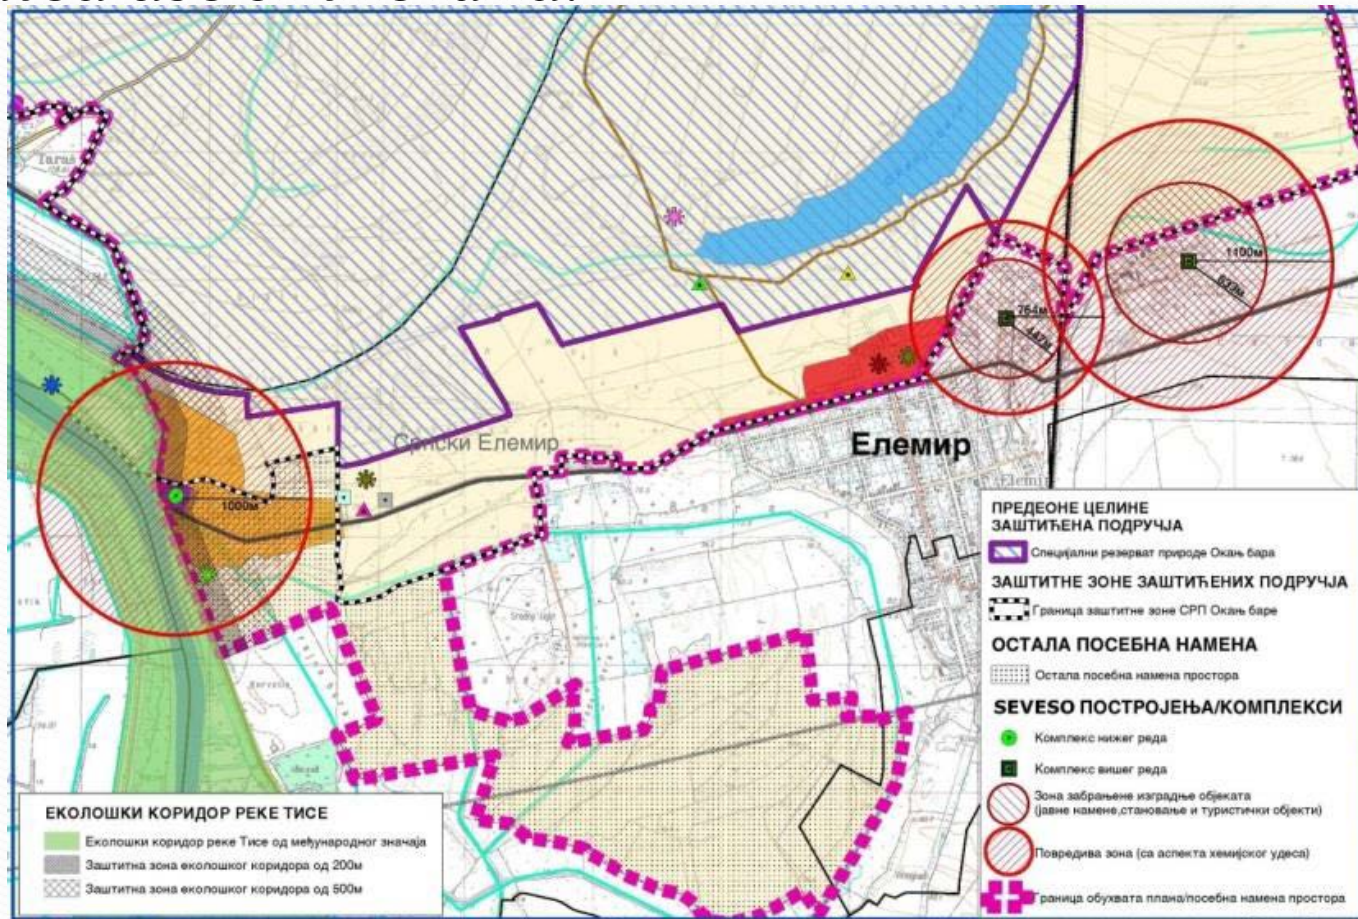 Taraš
Српски Елемир
Елемир
Elemir
1000м
764м
447м
1100м
633м
ПРЕДЕОНЕ ЦЕЛИНЕ
ЗАШТИЋЕНА ПОДРУЧЈА
Специјални резерват природе Окањ бара
ЗАШТИТНЕ ЗОНЕ ЗАШТИЋЕНИХ ПОДРУЧЈА
Граница заштитне зоне СРП Окањ баре
ОСТАЛА ПОСЕБНА НАМЕНА
Остала посебна намена простора
SEVESO ПОСТРОЈЕЊА/КОМПЛЕКСИ
Комплекс нижег реда
Комплекс вишег реда
Зона забрањене изградње објеката
(јавне намене,становање и туристички објекти)
Повредива зона (са аспекта хемијског удеса)
Граница обухвата плана/посебна намена простора
ЕКОЛОШКИ КОРИДОР РЕКЕ ТИСЕ
Еколошки коридор реке Тисе од међународног значаја
Заштитна зона еколошког коридора од 200м
Заштитна зона еколошког коридора од 500м